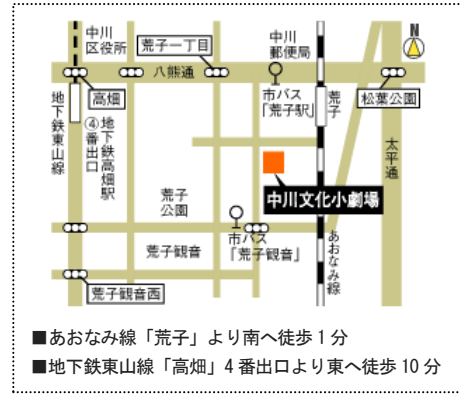 中川
区役所
荒子一丁目
中川
郵便局
N
八熊通
高畑
市バス
「荒子駅」
荒子
松葉公園
地下鉄東山線
④地下鉄高畑駅
番出口
太平通
中川文化小劇場
荒子
公園
市バス
「荒子観音」
荒子観音
あおなみ線
荒子観音西
■あおなみ線「荒子」より南へ徒歩1分
■地下鉄東山線「高畑」4番出口より東へ徒歩10分